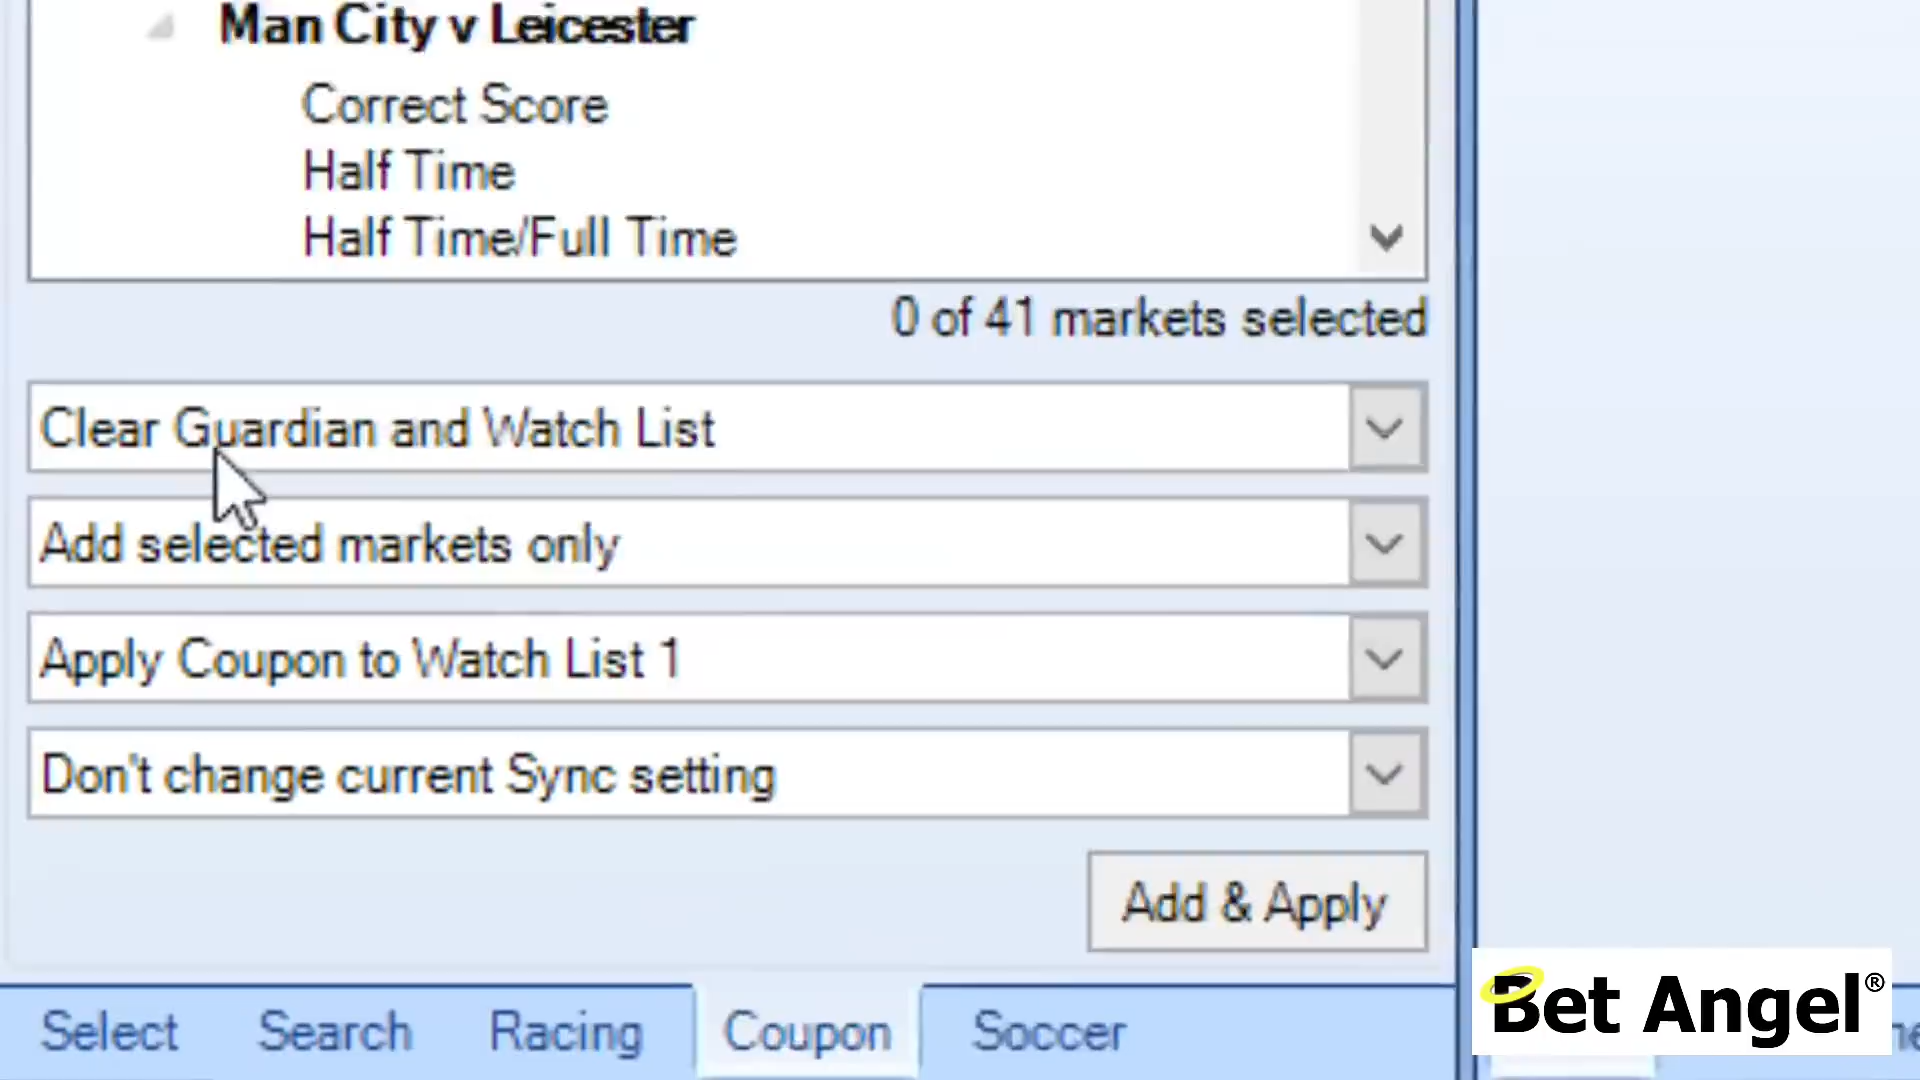 Man City v Leicester
Correct Score
Half Time
Half Time/Full Time
0 of 41 markets selected
Clear Guardian and Watch List
Add selected markets only
Apply Coupon to Watch List 1
Don't change current Sync setting
Add & Apply
Bet Angel®
Select Search Racing Coupon Soccer